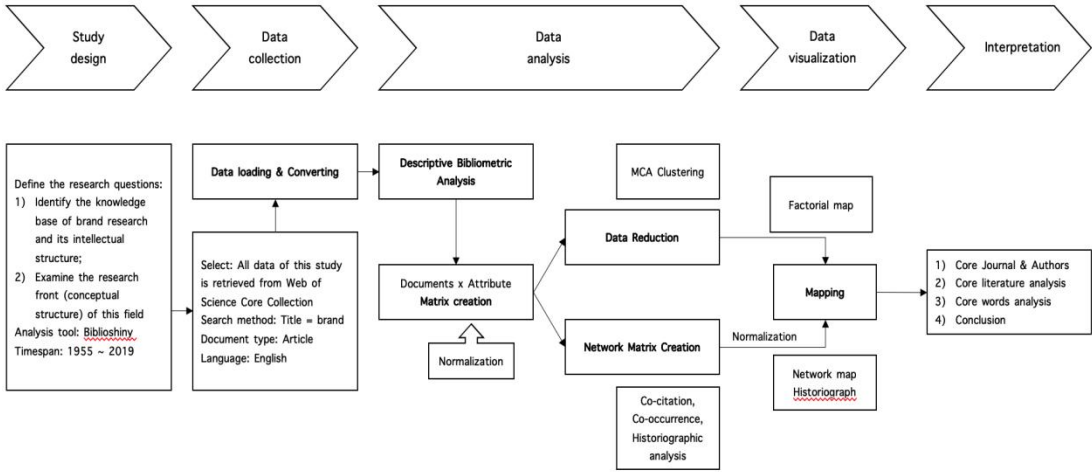 Study
design
Data
collection
Data
analysis
Data
visualization
Interpretation
Define the research questions:
1) Identify the knowledge
base of brand research
and its intellectual
structure;
2) Examine the research
front (conceptual
structure) of this field
Analysis tool: Biblioshiny
Timespan: 1955 ~ 2019
Data loading & Converting
Select: All data of this study
is retrieved from Web of
Science Core Collection
Search method: Title = brand
Document type: Article
Language: English
Descriptive Bibliometric
Analysis
Documents x Attribute
Matrix creation
Normalization
MCA Clustering
Data Reduction
Network Matrix Creation
Normalization
Co-citation,
Co-occurrence,
Historiographic
analysis
Factorial map
Mapping
Network map
Historiograph
1) Core Journal & Authors
2) Core literature analysis
3) Core words analysis
4) Conclusion